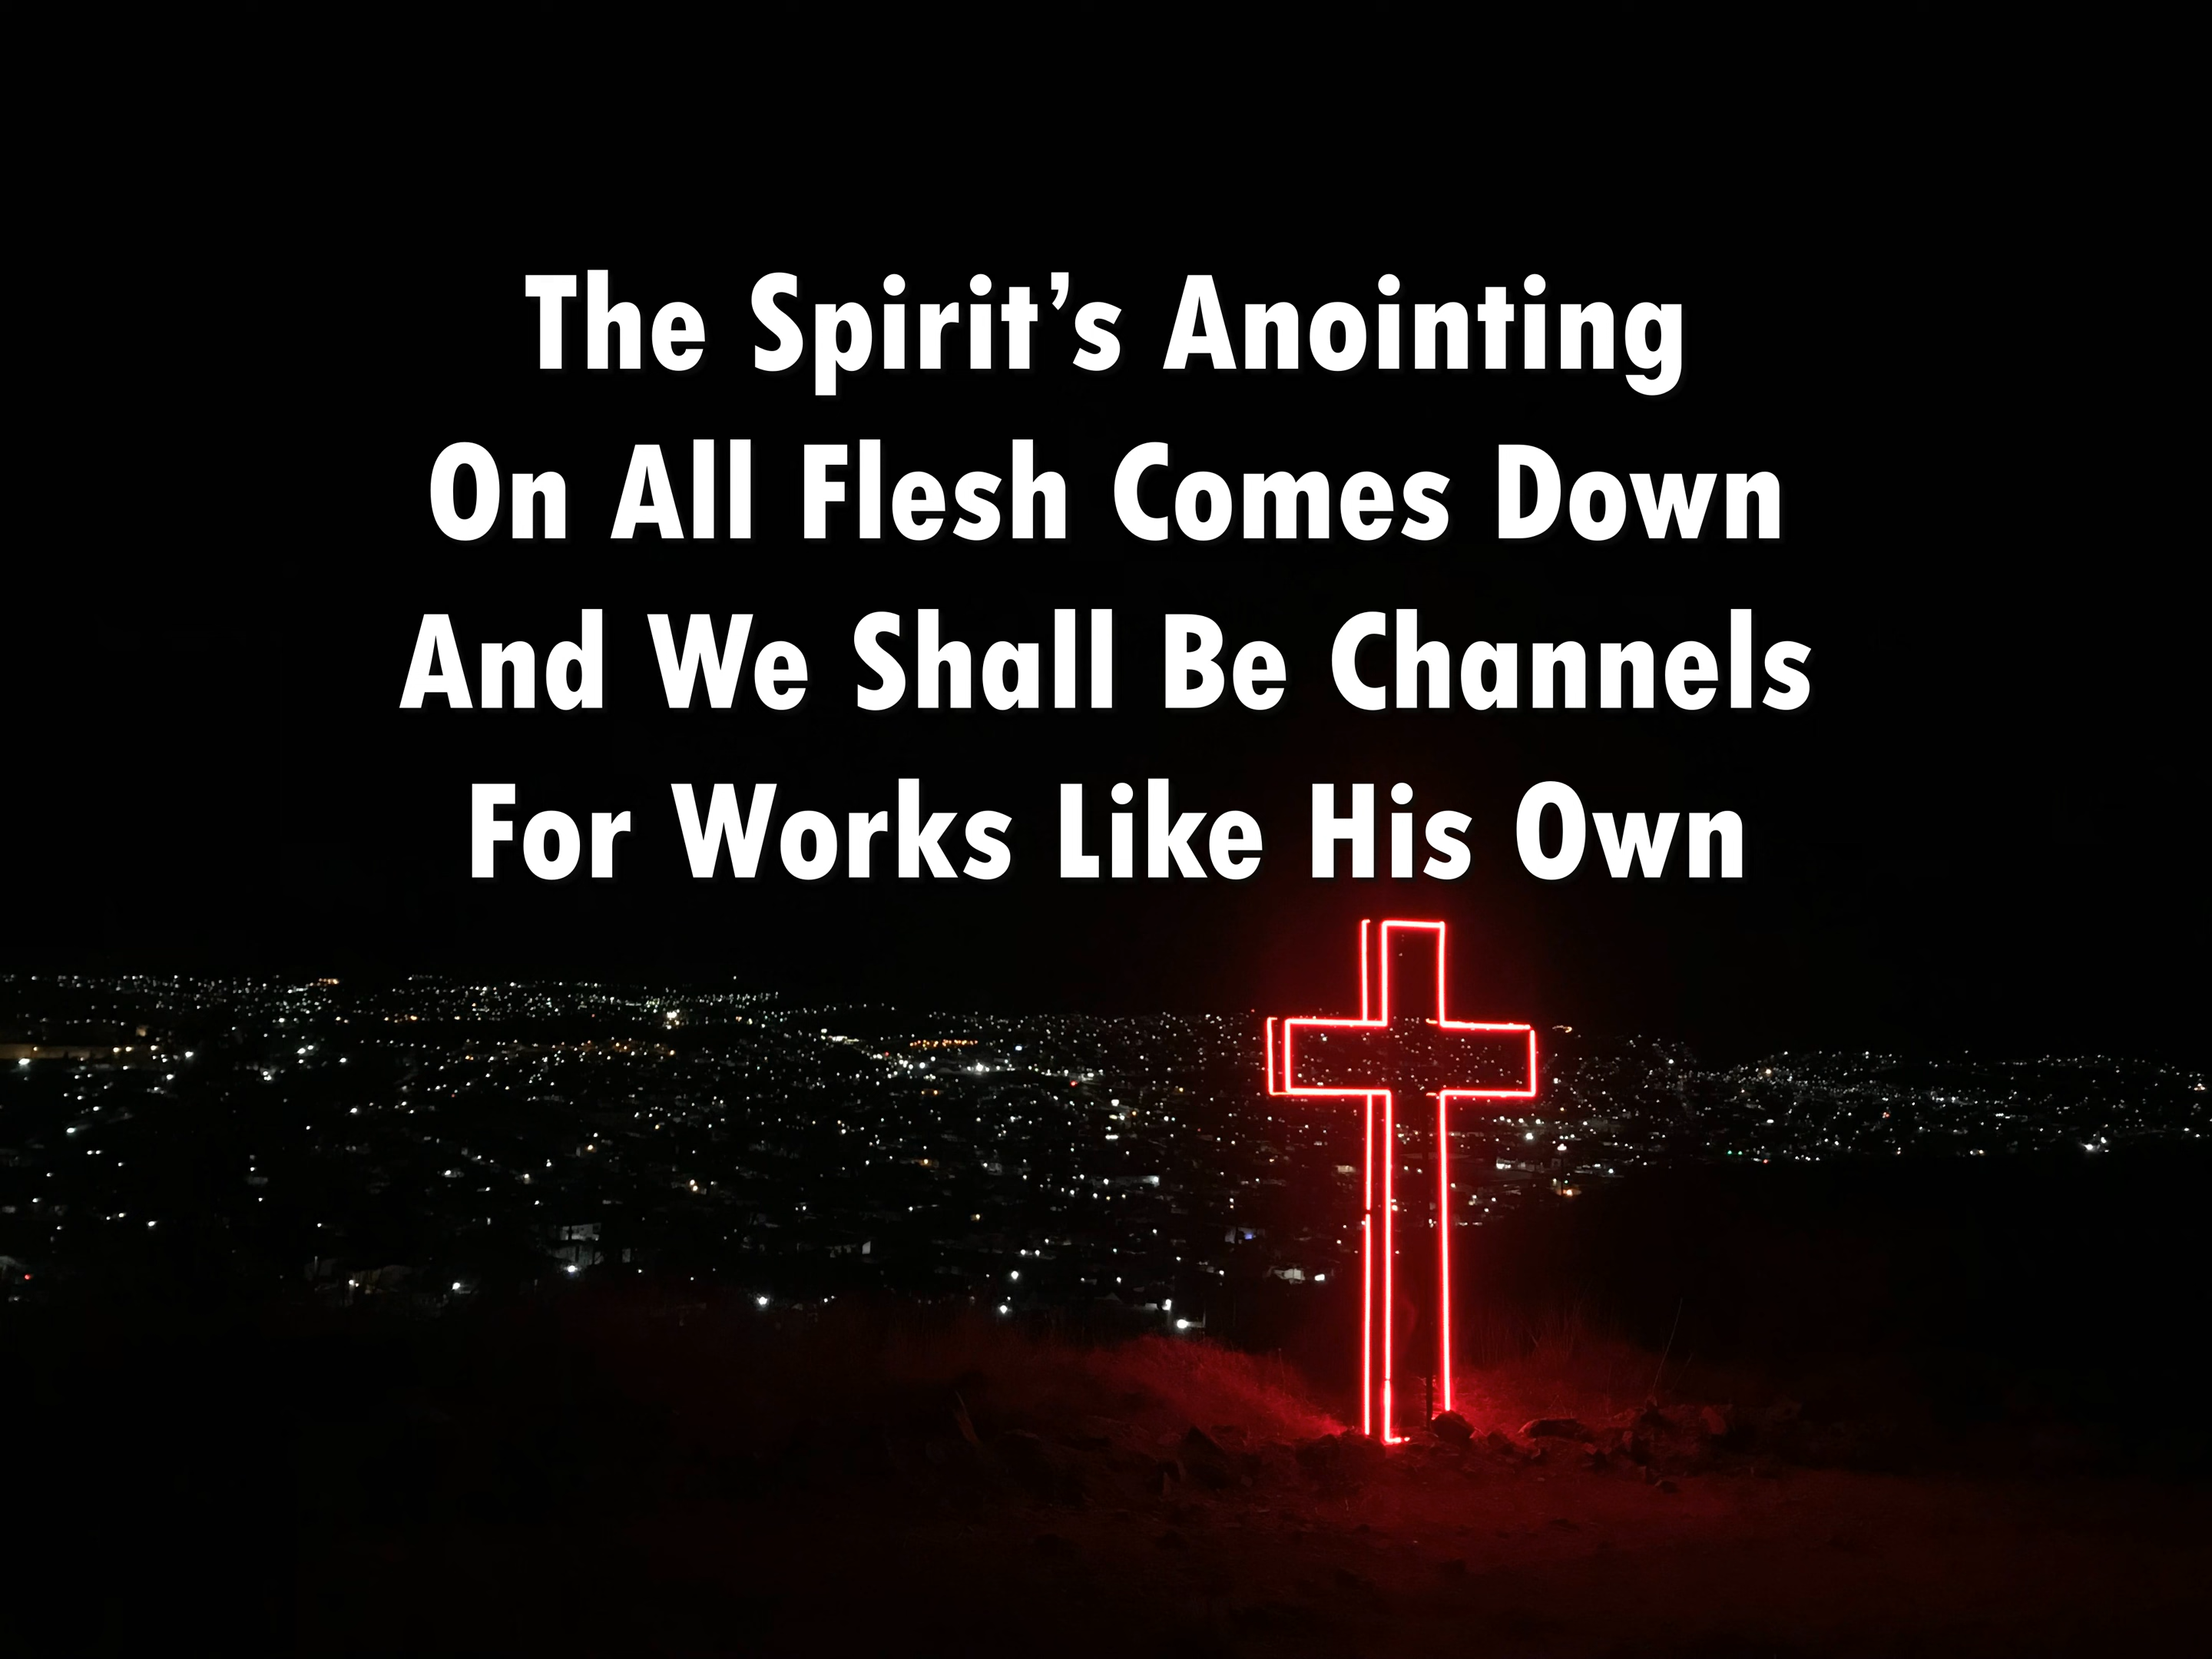 The Spirit’s Anointing
On All Flesh Comes Down
And We Shall Be Channels
For Works Like His Own